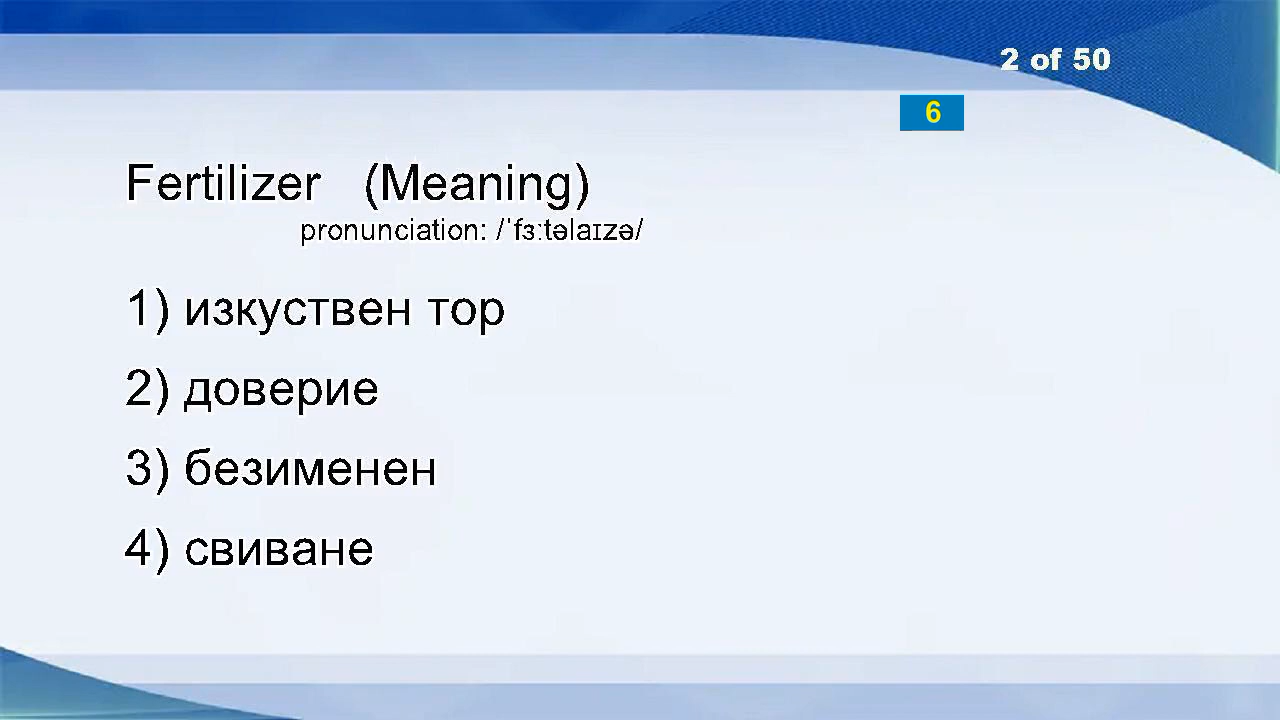 2 of 50
6
Fertilizer (Meaning)
pronunciation: /ˈfɜːtəlaɪzə/
1) изкуствен тор
2) доверие
3) безименен
4) свиване